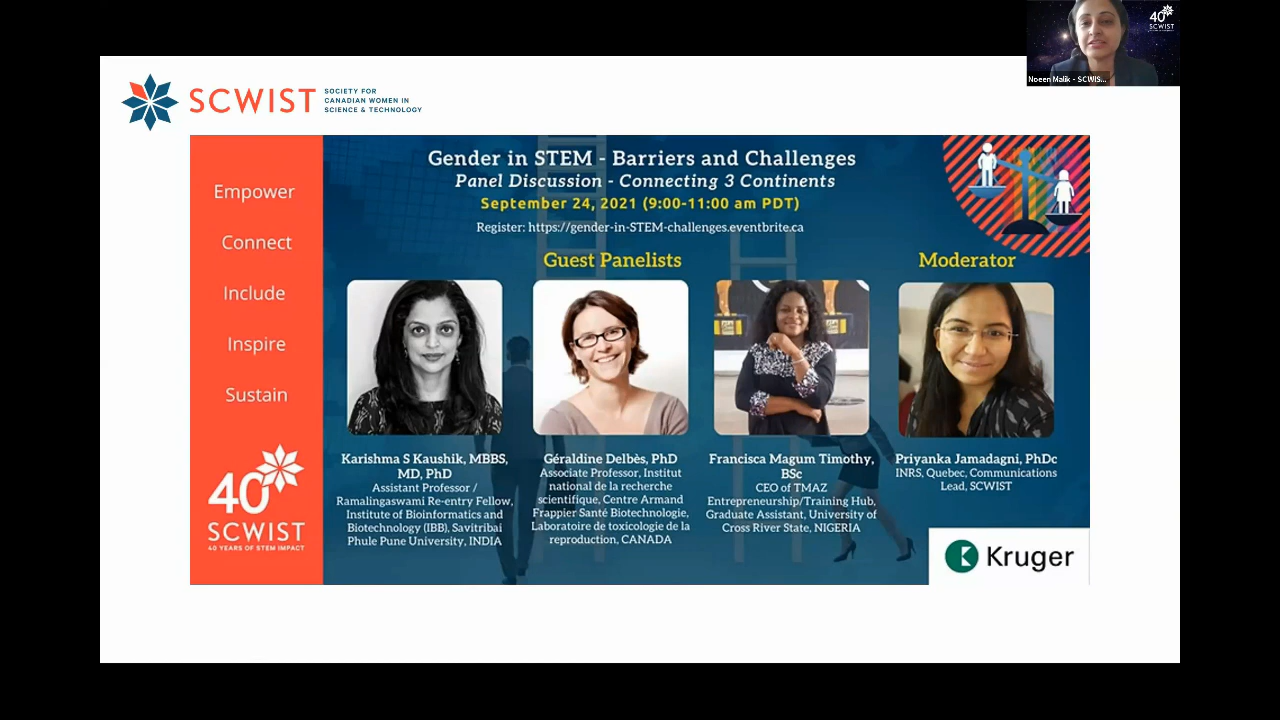 40
SCWIST
Noeen Malik - SCWIS...
SCWIST
SOCIETY FOR
CANADIAN WOMEN IN
SCIENCE & TECHNOLOGY
Gender in STEM - Barriers and Challenges
Panel Discussion - Connecting 3 Continents
September 24, 2021 (9:00-11:00 am PDT)
Register: https://gender-in-STEM-challenges.eventbrite.ca
Empower
Connect
Include
Inspire
Sustain
40
SCWIST
40 YEARS OF STEM IMPACT
Guest Panelists
Moderator
Karishma S Kaushik, MBBS,
MD, PhD
Assistant Professor /
Ramalingaswami Re-entry Fellow,
Institute of Bioinformatics and
Biotechnology (IBB), Savitribai
Phule Pune University, INDIA
Géraldine Delbès, PhD
Associate Professor, Institut
national de la recherche
scientifique, Centre Armand
Frappier Santé Biotechnologie,
Laboratoire de toxicologie de la
reproduction, CANADA
Francisca Magum Timothy,
BSc
CEO of TMAZ
Entrepreneurship/Training Hub,
Graduate Assistant, University of
Cross River State, NIGERIA
Priyanka Jamadagni, PhDc
INRS, Quebec, Communications
Lead, SCWIST
Kruger